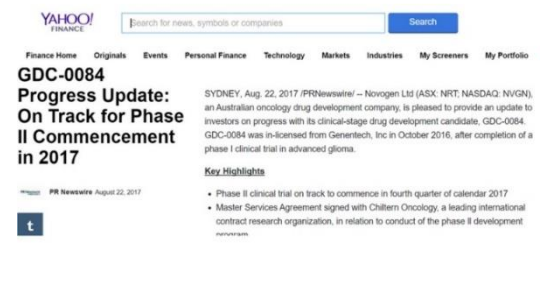 YAHOO!
FINANCE
Search for news, symbols or companies
Search
Finance Home Originals Events Personal Finance Technology Markets Industries My Screeners My Portfolio
GDC-0084
Progress Update:
On Track for Phase
II Commencement
in 2017
PR Newswire August 22, 2017
t
SYDNEY, Aug. 22, 2017 /PRNewswire/ -- Novogen Ltd (ASX: NRT; NASDAQ: NVGN),
an Australian oncology drug development company, is pleased to provide an update to
investors on progress with its clinical-stage drug development candidate, GDC-0084.
GDC-0084 was in-licensed from Genentech, Inc in October 2016, after completion of a
phase I clinical trial in advanced glioma.
Key Highlights
• Phase II clinical trial on track to commence in fourth quarter of calendar 2017
• Master Services Agreement signed with Chiltern Oncology, a leading international
contract research organization, in relation to conduct of the phase II development